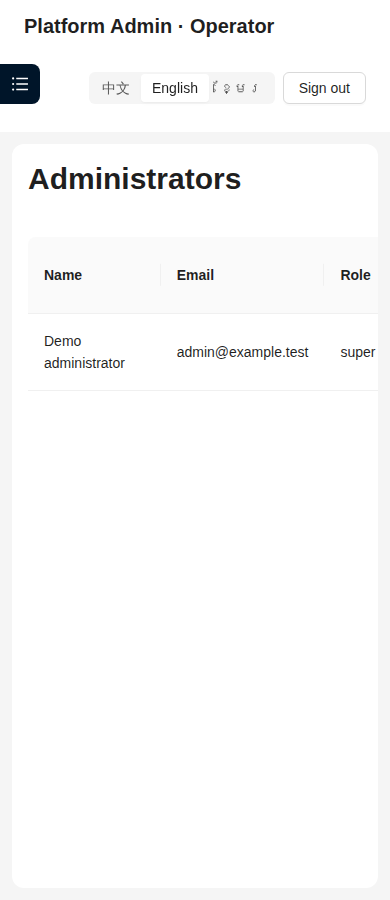 Platform Admin · Operator
中文
English
ខ្មែរ
Sign out
Administrators
Name
Email
Role
Demo
administrator
admin@example.test
super